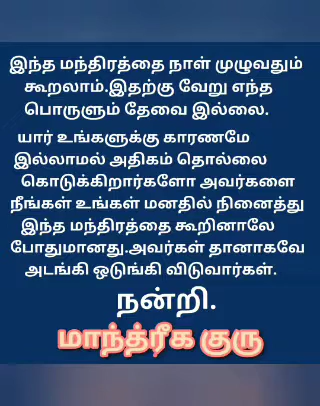 இந்த மந்திரத்தை நாள் முழுவதும்
கூறலாம்.இதற்கு வேறு எந்த
பொருளும் தேவை இல்லை.
யார் உங்களுக்கு காரணமே
இல்லாமல் அதிகம் தொல்லை
கொடுக்கிறார்களோ அவர்களை
நீங்கள் உங்கள் மனதில் நினைத்து
இந்த மந்திரத்தை கூறினாலே
போதுமானது.அவர்கள் தானாகவே
அடங்கி ஒடுங்கி விடுவார்கள்.
நன்றி.
மாந்த்ரீக குரு